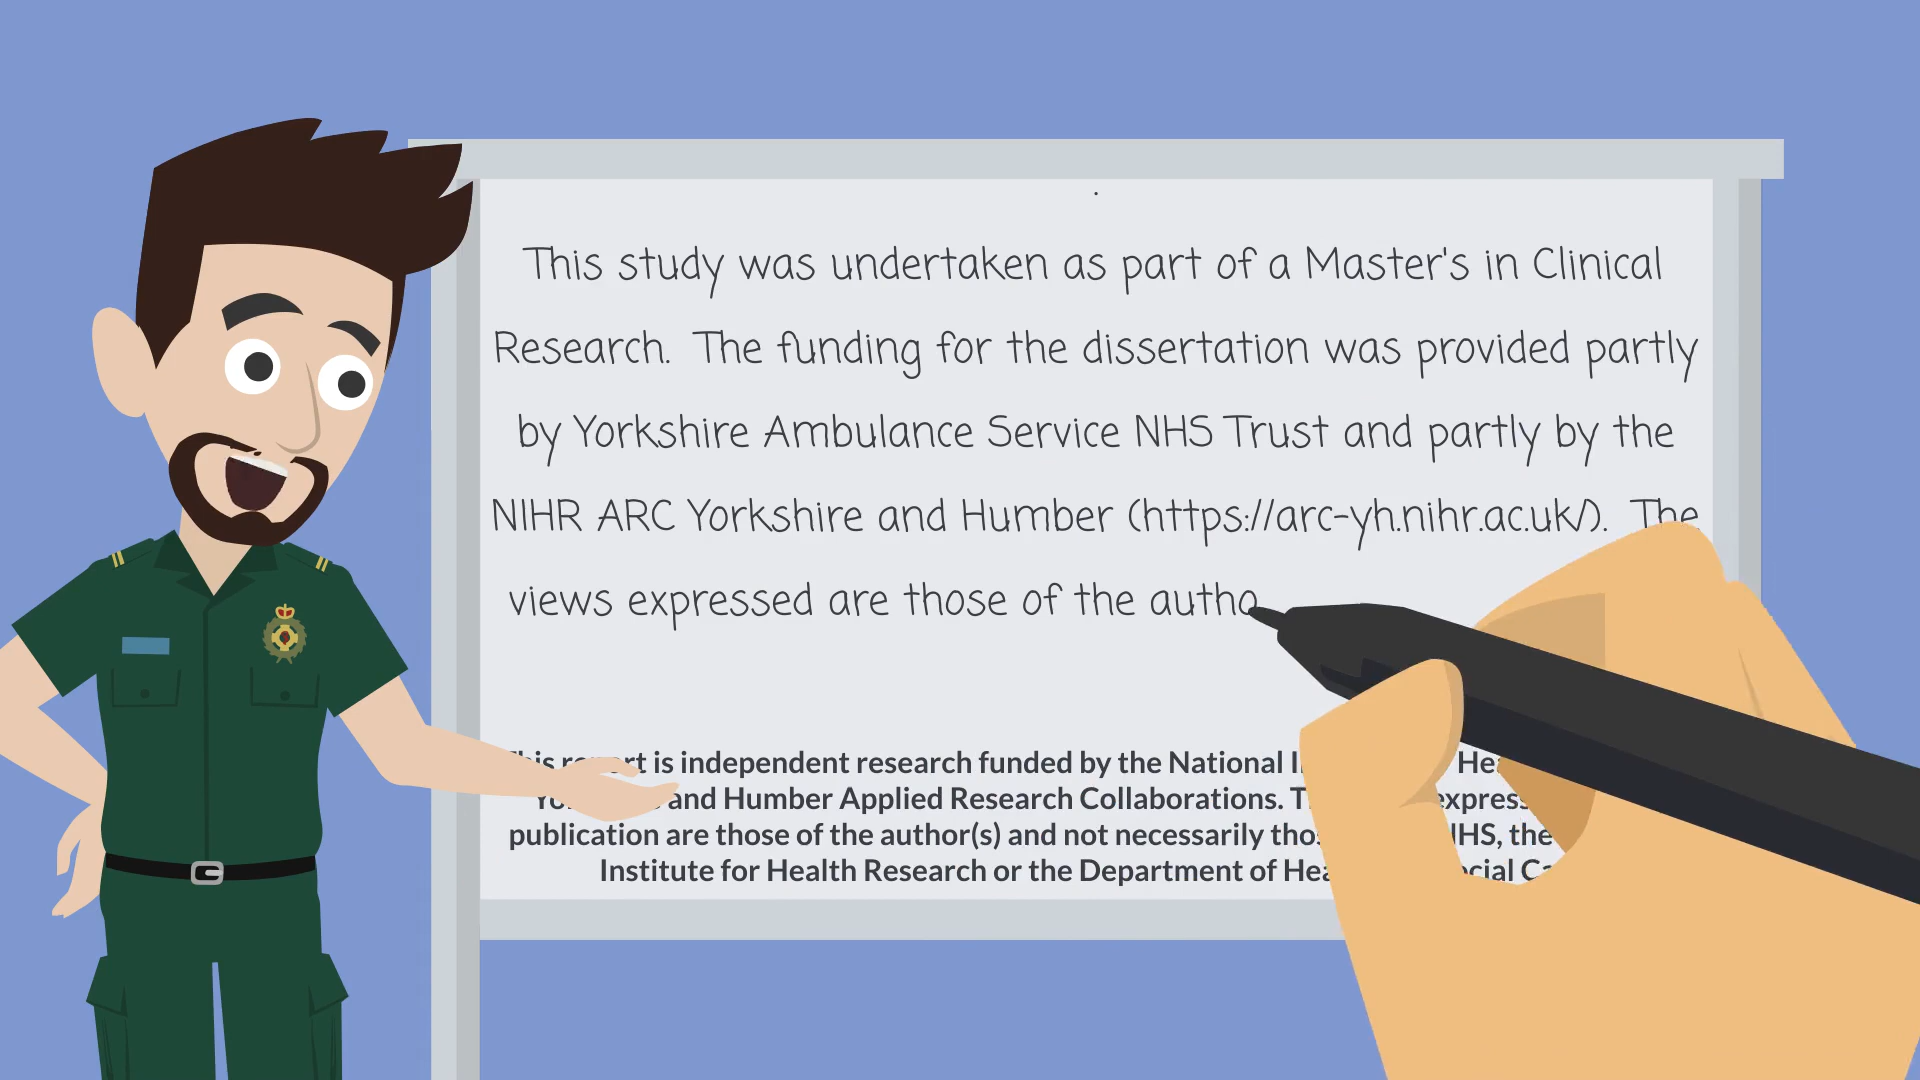 This study was undertaken as part of a Master's in Clinical
Research. The funding for the dissertation was provided partly
by Yorkshire Ambulance Service NHS Trust and partly by the
NIHR ARC Yorkshire and Humber (https://arc-yh.nihr.ac.uk/). The
views expressed are those of the autho
is independent research funded by the National
and Humber Applied Research Collaborations.
publication are those of the author(s) and not necessarily the
Institute for Health Research or the Department of